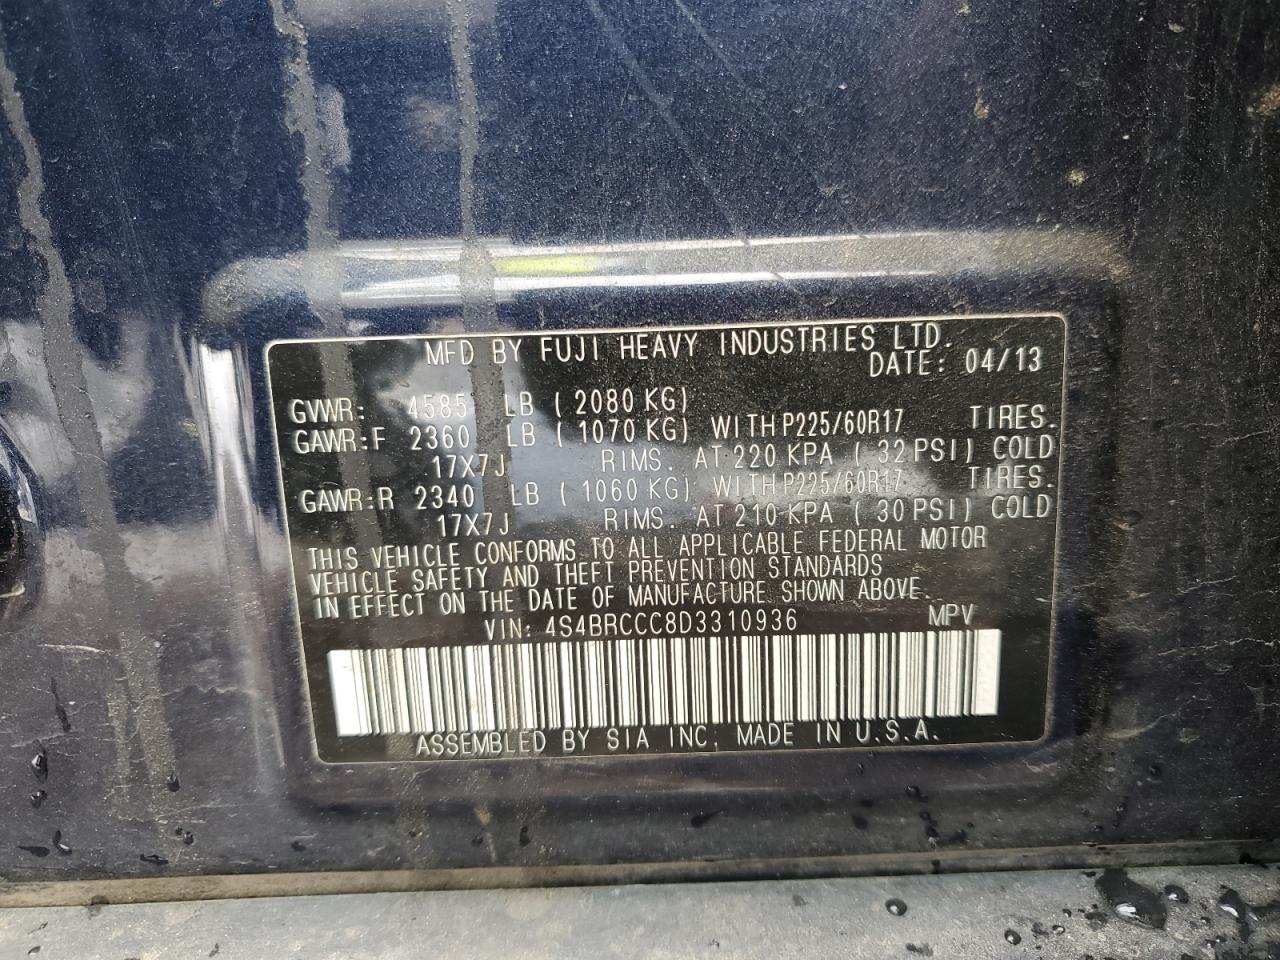 MFD BY FUJI HEAVY INDUSTRIES LTD.
DATE: 04/13
GVWR: 4585 LB ( 2080 KG)
GAWR:F 2360 LB ( 1070 KG) WITH P225/60R17 TIRES.
17X7J RIMS. AT 220 KPA ( 32 PSI) COLD
GAWR:R 2340 LB ( 1060 KG) WITH P225/60R17 TIRES.
17X7J RIMS. AT 210 KPA ( 30 PSI) COLD
THIS VEHICLE CONFORMS TO ALL APPLICABLE FEDERAL MOTOR
VEHICLE SAFETY AND THEFT PREVENTION STANDARDS
IN EFFECT ON THE DATE OF MANUFACTURE SHOWN ABOVE.
VIN: 4S4BRCCC8D3310936 MPV
ASSEMBLED BY SIA INC. MADE IN U.S.A.